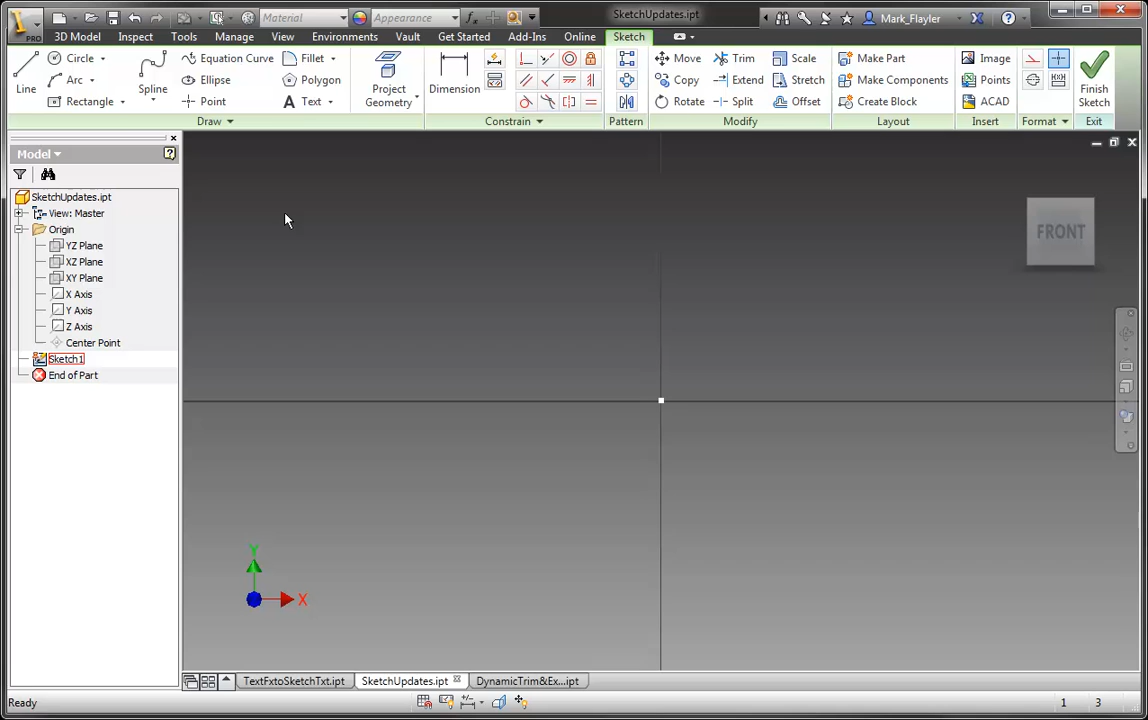 Material
Appearance
SketchUpdates.ipt
Mark_Flayler
PRO
3D Model Inspect Tools Manage View Environments Vault Get Started Add-Ins Online Sketch
Line
Circle
Arc
Rectangle
Spline
Equation Curve
Ellipse
Point
Fillet
Polygon
Text
Project
Geometry
Dimension
Move
Copy
Rotate
Trim
Extend
Split
Scale
Stretch
Offset
Make Part
Make Components
Create Block
Image
Points
ACAD
Finish
Sketch
Draw Constrain Pattern Modify Layout Insert Format Exit
Model
SketchUpdates.ipt
View: Master
Origin
YZ Plane
XZ Plane
XY Plane
X Axis
Y Axis
Z Axis
Center Point
Sketch1
End of Part
FRONT
Y
X
TextFxtoSketchTxt.ipt SketchUpdates.ipt DynamicTrim&Ex...ipt
Ready 1 3